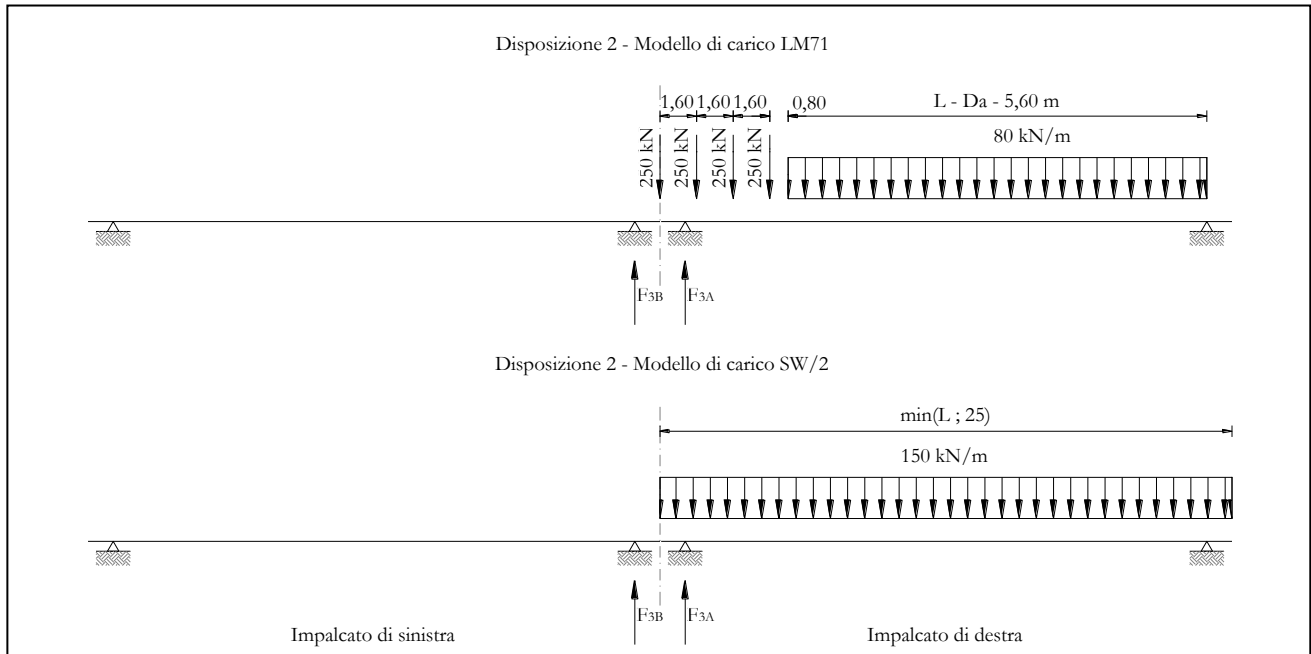 Disposizione 2 - Modello di carico LM71
1,60 1,60 1,60 0,80 L - Da - 5,60 m
80 kN/m
250 kN 250 kN 250 kN 250 kN
F3B F3A
Disposizione 2 - Modello di carico SW/2
min(L ; 25)
150 kN/m
F3B F3A
Impalcato di sinistra Impalcato di destra